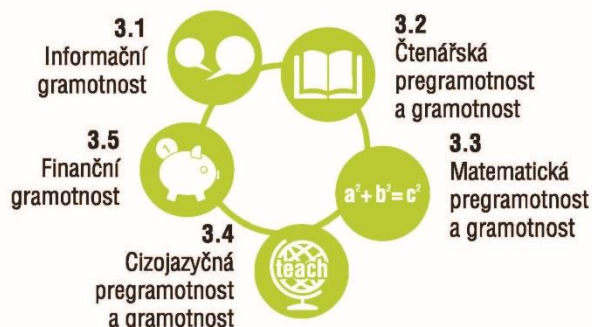 3.1
Informační
gramotnost
3.2
Čtenářská
pregramotnost
a gramotnost
3.3
Matematická
pregramotnost
a gramotnost
a²+b²=c²
3.4
Cizojazyčná
pregramotnost
a gramotnost
teach
3.5
Finanční
gramotnost
1